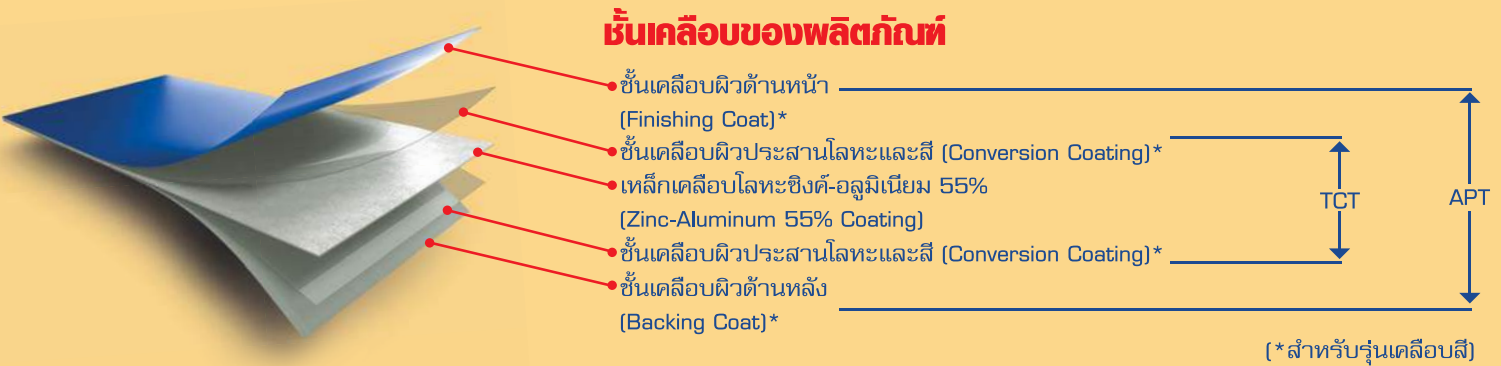 ชั้นเคลือบของผลิตภัณฑ์
ชั้นเคลือบผิวด้านหน้า
(Finishing Coat)*
ชั้นเคลือบผิวประสานโลหะและสี (Conversion Coating)*
เหล็กเคลือบโลหะซิงค์-อลูมิเนียม 55%
(Zinc-Aluminum 55% Coating)
ชั้นเคลือบผิวประสานโลหะและสี (Conversion Coating)*
ชั้นเคลือบผิวด้านหลัง
(Backing Coat)*
TCT
APT
(*สำหรับรุ่นเคลือบสี)